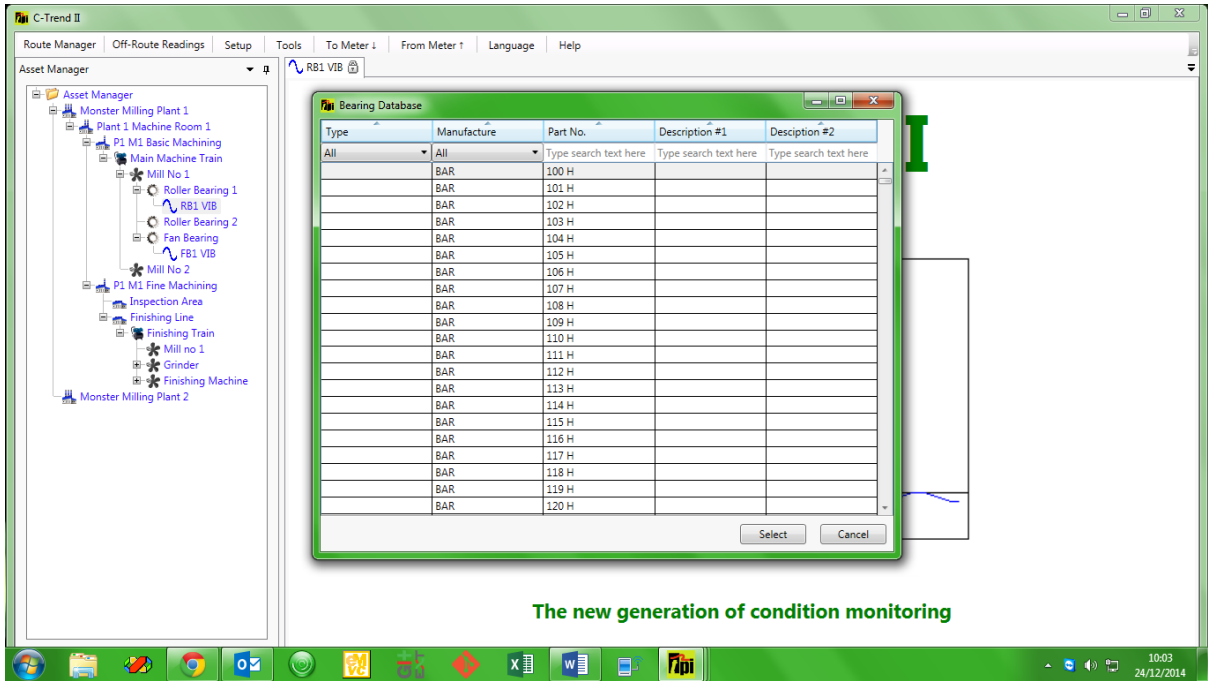 C-Trend II
Route Manager Off-Route Readings Setup Tools To Meter↓ From Meter↑ Language Help
Asset Manager
RB1 VIB
Asset Manager
Monster Milling Plant 1
Plant 1 Machine Room 1
P1 M1 Basic Machining
Main Machine Train
Mill No 1
Roller Bearing 1
RB1 VIB
Roller Bearing 2
Fan Bearing
FB1 VIB
Mill No 2
P1 M1 Fine Machining
Inspection Area
Finishing Line
Finishing Train
Mill no 1
Grinder
Finishing Machine
Monster Milling Plant 2
Bearing Database
Type Manufacture Part No. Description #1 Desciption #2
All All Type search text here Type search text here Type search text here
BAR 100 H
BAR 101 H
BAR 102 H
BAR 103 H
BAR 104 H
BAR 105 H
BAR 106 H
BAR 107 H
BAR 108 H
BAR 109 H
BAR 110 H
BAR 111 H
BAR 112 H
BAR 113 H
BAR 114 H
BAR 115 H
BAR 116 H
BAR 117 H
BAR 118 H
BAR 119 H
BAR 120 H
Select Cancel
I
The new generation of condition monitoring
10:03
24/12/2014